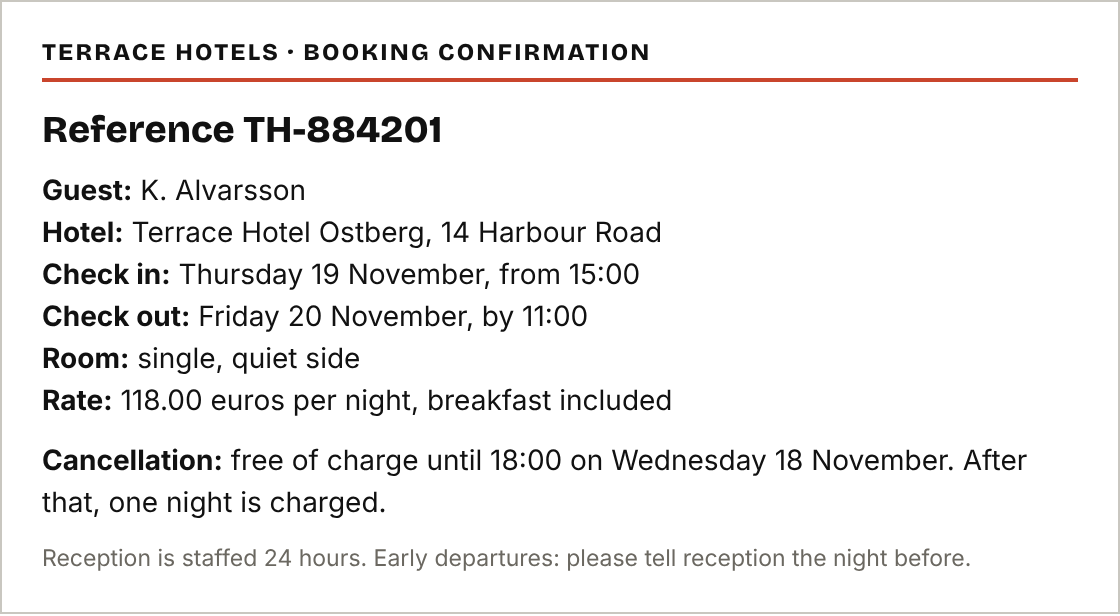 TERRACE HOTELS · BOOKING CONFIRMATION
Reference TH-884201
Guest: K. Alvarsson
Hotel: Terrace Hotel Ostberg, 14 Harbour Road
Check in: Thursday 19 November, from 15:00
Check out: Friday 20 November, by 11:00
Room: single, quiet side
Rate: 118.00 euros per night, breakfast included
Cancellation: free of charge until 18:00 on Wednesday 18 November. After
that, one night is charged.
Reception is staffed 24 hours. Early departures: please tell reception the night before.